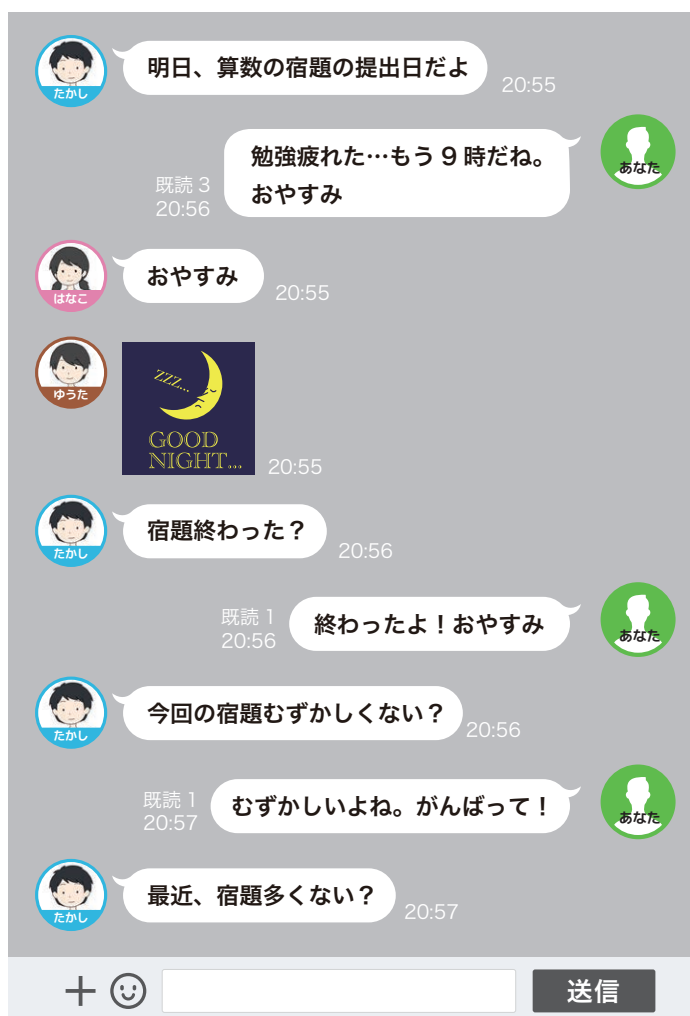 明日、算数の宿題の提出日だよ
たかし
20:55
勉強疲れた…もう9時だね。
おやすみ
あなた
既読 3
20:56
おやすみ
はなこ
20:55
ゆうた
ZZZ...
GOOD
NIGHT...
20:55
宿題終わった？
たかし
20:56
終わったよ！おやすみ
あなた
既読 1
20:56
今回の宿題むずかしくない？
たかし
20:56
むずかしいよね。がんばって！
あなた
既読 1
20:57
最近、宿題多くない？
たかし
20:57
送信